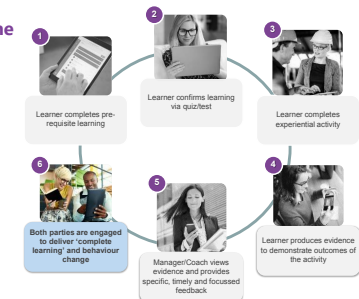 ne
1
Learner completes pre-
requisite learning
2
Learner confirms learning
via quiz/test
3
Learner completes
experiential activity
4
Learner produces evidence
to demonstrate outcomes of
the activity
5
Manager/Coach views
evidence and provides
specific, timely and focussed
feedback
6
Both parties are engaged
to deliver ‘complete
learning’ and behaviour
change